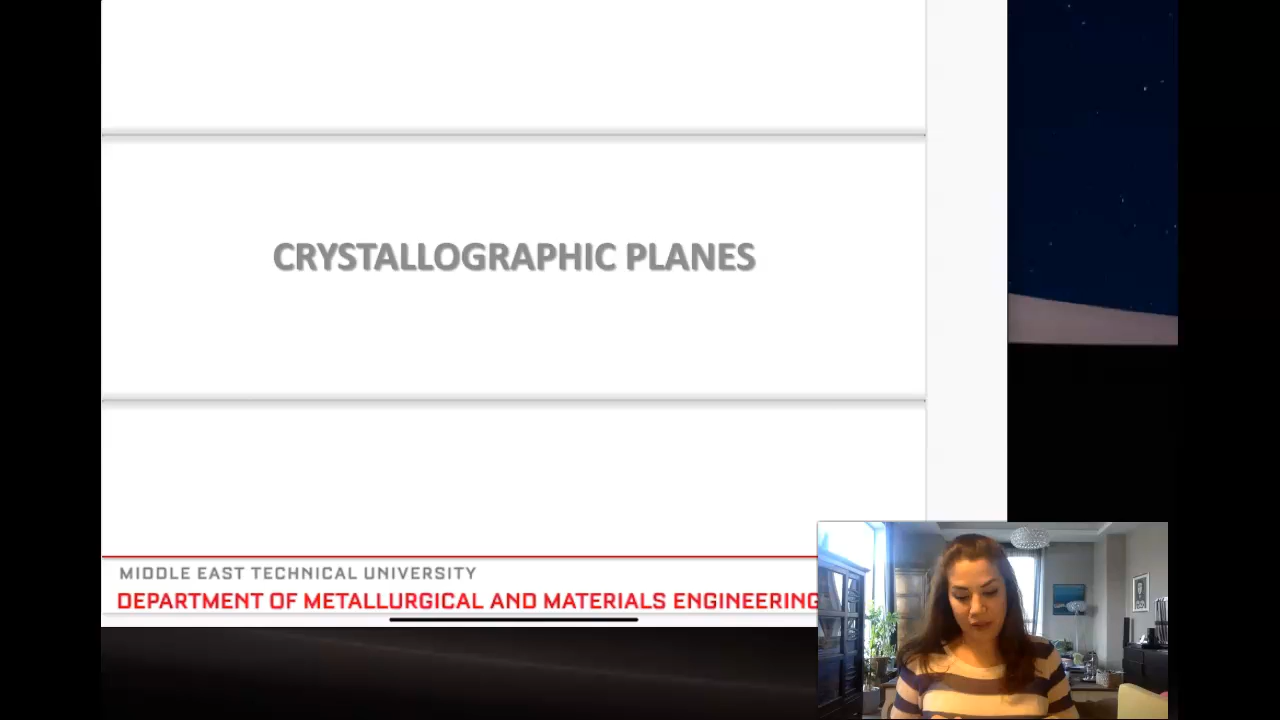 CRYSTALLOGRAPHIC PLANES
MIDDLE EAST TECHNICAL UNIVERSITY
DEPARTMENT OF METALLURGICAL AND MATERIALS ENGINEERING